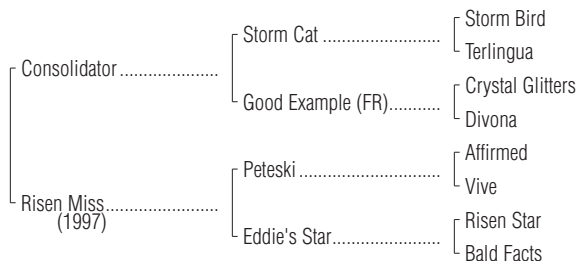 Storm Bird
Storm Cat ........................
Terlingua
Consolidator ....................
Crystal Glitters
Good Example (FR)...........
Divona
Affirmed
Peteski .............................
Vive
Risen Miss.......................
(1997)
Risen Star
Eddie's Star......................
Bald Facts